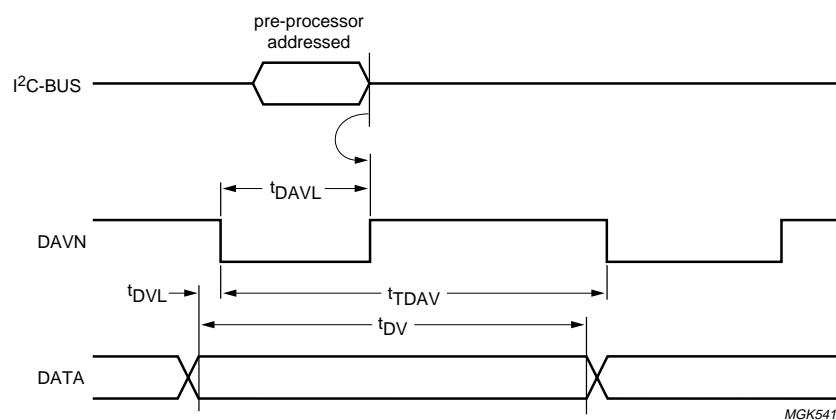 pre-processor
addressed
I²C-BUS
tDAVL
DAVN
tDVL
tTDAV
tDV
DATA
MGK541